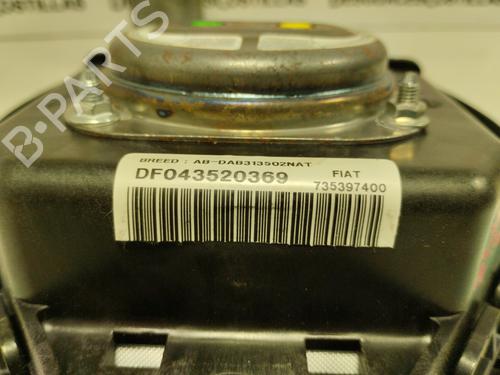 BREED : AB-DAB313502NAT
DF043520369
FIAT
735397400
B-PARTS